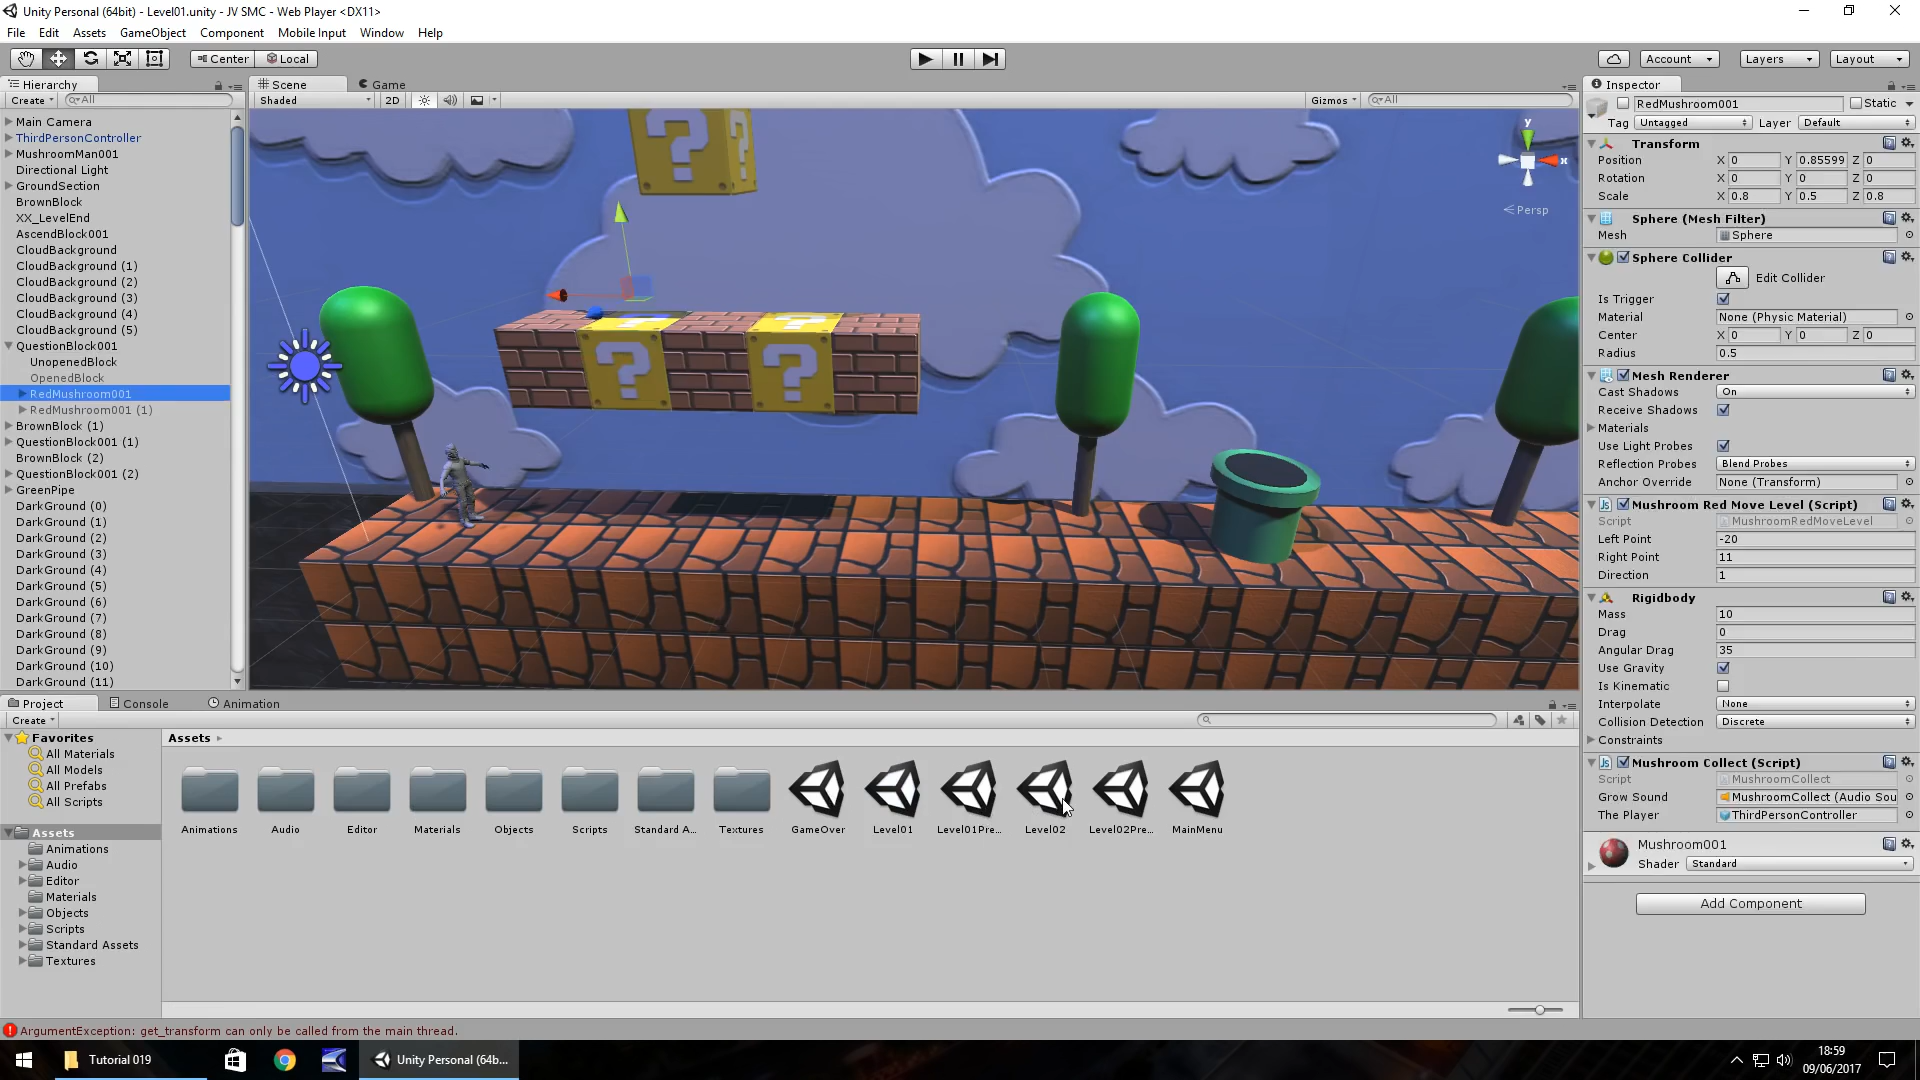 Unity Personal (64bit) - Level01.unity - JV SMC - Web Player <DX11>
File Edit Assets GameObject Component Mobile Input Window Help
Center Local Account Layers Layout
Hierarchy
Create All
Main Camera
ThirdPersonController
MushroomMan001
Directional Light
GroundSection
BrownBlock
XX_LevelEnd
AscendBlock001
CloudBackground
CloudBackground (1)
CloudBackground (2)
CloudBackground (3)
CloudBackground (4)
CloudBackground (5)
QuestionBlock001
UnopenedBlock
OpenedBlock
RedMushroom001
RedMushroom001 (1)
BrownBlock (1)
QuestionBlock001 (1)
BrownBlock (2)
QuestionBlock001 (2)
GreenPipe
DarkGround (0)
DarkGround (1)
DarkGround (2)
DarkGround (3)
DarkGround (4)
DarkGround (5)
DarkGround (6)
DarkGround (7)
DarkGround (8)
DarkGround (9)
DarkGround (10)
DarkGround (11)
Scene Game
Shaded 2D Gizmos All
? ?
y
x
Persp
? ?
? ?
Inspector
RedMushroom001 Static
Tag Untagged Layer Default
Transform
Position X 0 Y 0.85599 Z 0
Rotation X 0 Y 0 Z 0
Scale X 0.8 Y 0.5 Z 0.8
Sphere (Mesh Filter)
Mesh Sphere
Sphere Collider
Edit Collider
Is Trigger
Material None (Physic Material)
Center X 0 Y 0 Z 0
Radius 0.5
Mesh Renderer
Cast Shadows On
Receive Shadows
Materials
Use Light Probes
Reflection Probes Blend Probes
Anchor Override None (Transform)
Mushroom Red Move Level (Script)
Script MushroomRedMoveLevel
Left Point -20
Right Point 11
Direction 1
Rigidbody
Mass 10
Drag 0
Angular Drag 35
Use Gravity
Is Kinematic
Interpolate None
Collision Detection Discrete
Constraints
Mushroom Collect (Script)
Script MushroomCollect
Grow Sound MushroomCollect (Audio Sou
The Player ThirdPersonController
Mushroom001
Shader Standard
Add Component
Project Console Animation
Create
Favorites
All Materials
All Models
All Prefabs
All Scripts
Assets
Animations
Audio
Editor
Materials
Objects
Scripts
Standard Assets
Textures
Assets
Animations Audio Editor Materials Objects Scripts Standard A... Textures GameOver Level01 Level01Pre... Level02 Level02Pre... MainMenu
ArgumentException: get_transform can only be called from the main thread.
Tutorial 019 Unity Personal (64b...
18:59
09/06/2017